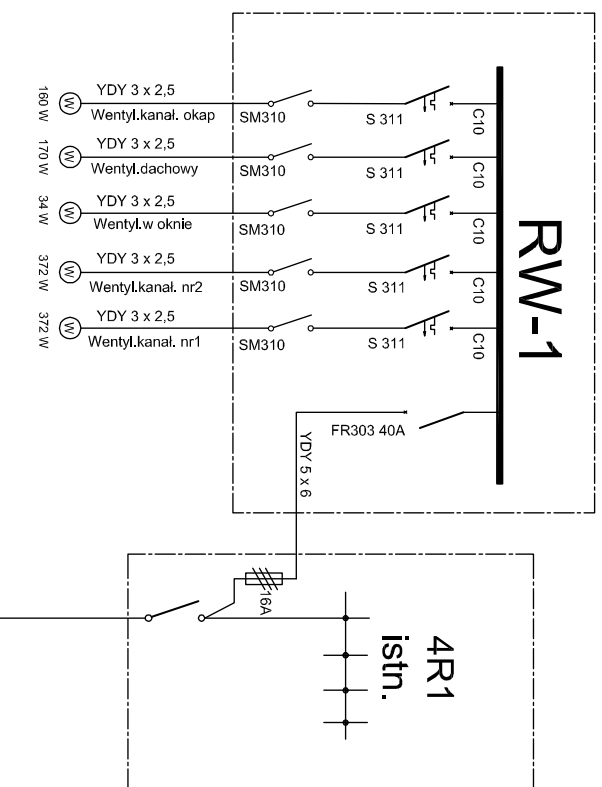 160 W
YDY 3 x 2,5
Wentyl.kanał. okap
SM310
S 311
C10
170 W
YDY 3 x 2,5
Wentyl.dachowy
SM310
S 311
C10
34 W
YDY 3 x 2,5
Wentyl.w oknie
SM310
S 311
C10
372 W
YDY 3 x 2,5
Wentyl.kanał. nr2
SM310
S 311
C10
372 W
YDY 3 x 2,5
Wentyl.kanał. nr1
SM310
S 311
C10
W
W
W
W
W
RW-1
FR303 40A
YDY 5 x 6
16A
4R1
istn.